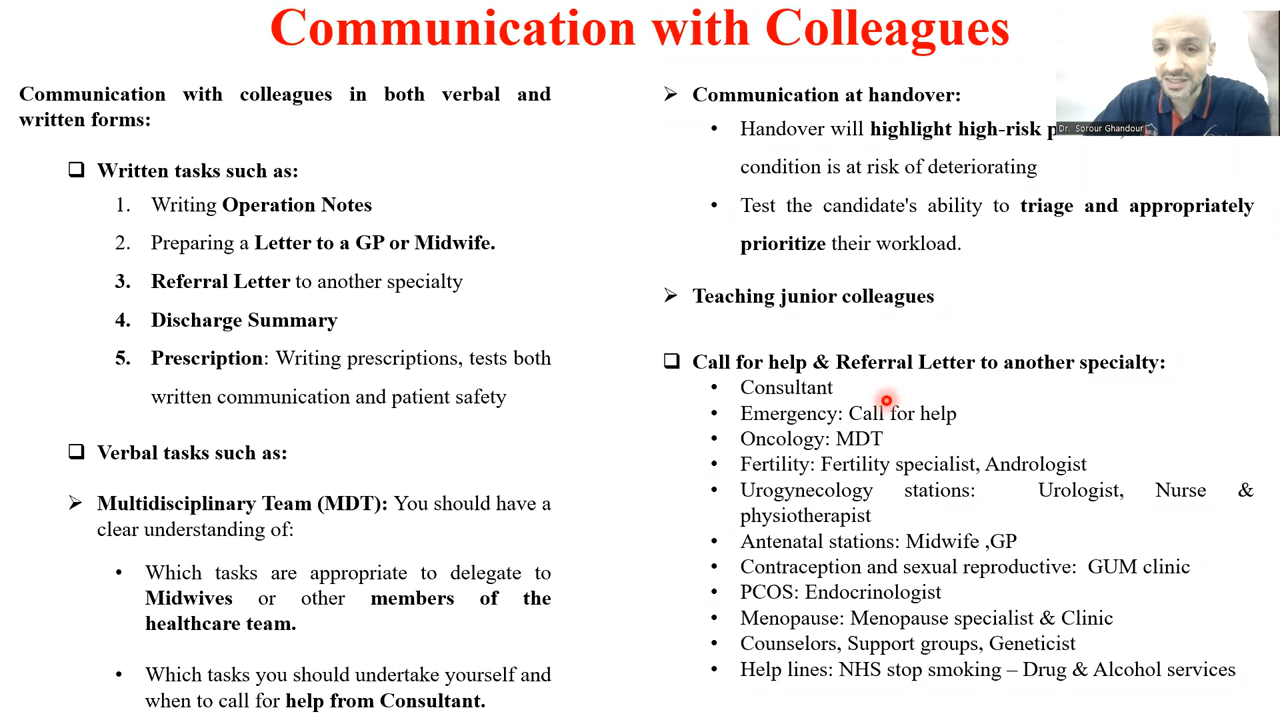 Communication with Colleagues
Communication with colleagues in both verbal and
written forms:
❑ Written tasks such as:
1. Writing Operation Notes
2. Preparing a Letter to a GP or Midwife.
3. Referral Letter to another specialty
4. Discharge Summary
5. Prescription: Writing prescriptions, tests both
written communication and patient safety
❑ Verbal tasks such as:
➢ Multidisciplinary Team (MDT): You should have a
clear understanding of:
• Which tasks are appropriate to delegate to
Midwives or other members of the
healthcare team.
• Which tasks you should undertake yourself and
when to call for help from Consultant.
➢ Communication at handover:
• Handover will highlight high-risk
condition is at risk of deteriorating
• Test the candidate's ability to triage and appropriately
prioritize their workload.
➢ Teaching junior colleagues
❑ Call for help & Referral Letter to another specialty:
• Consultant
• Emergency: Call for help
• Oncology: MDT
• Fertility: Fertility specialist, Andrologist
• Urogynecology stations: Urologist, Nurse &
physiotherapist
• Antenatal stations: Midwife ,GP
• Contraception and sexual reproductive: GUM clinic
• PCOS: Endocrinologist
• Menopause: Menopause specialist & Clinic
• Counselors, Support groups, Geneticist
• Help lines: NHS stop smoking – Drug & Alcohol services
Dr. Sorour Ghandour